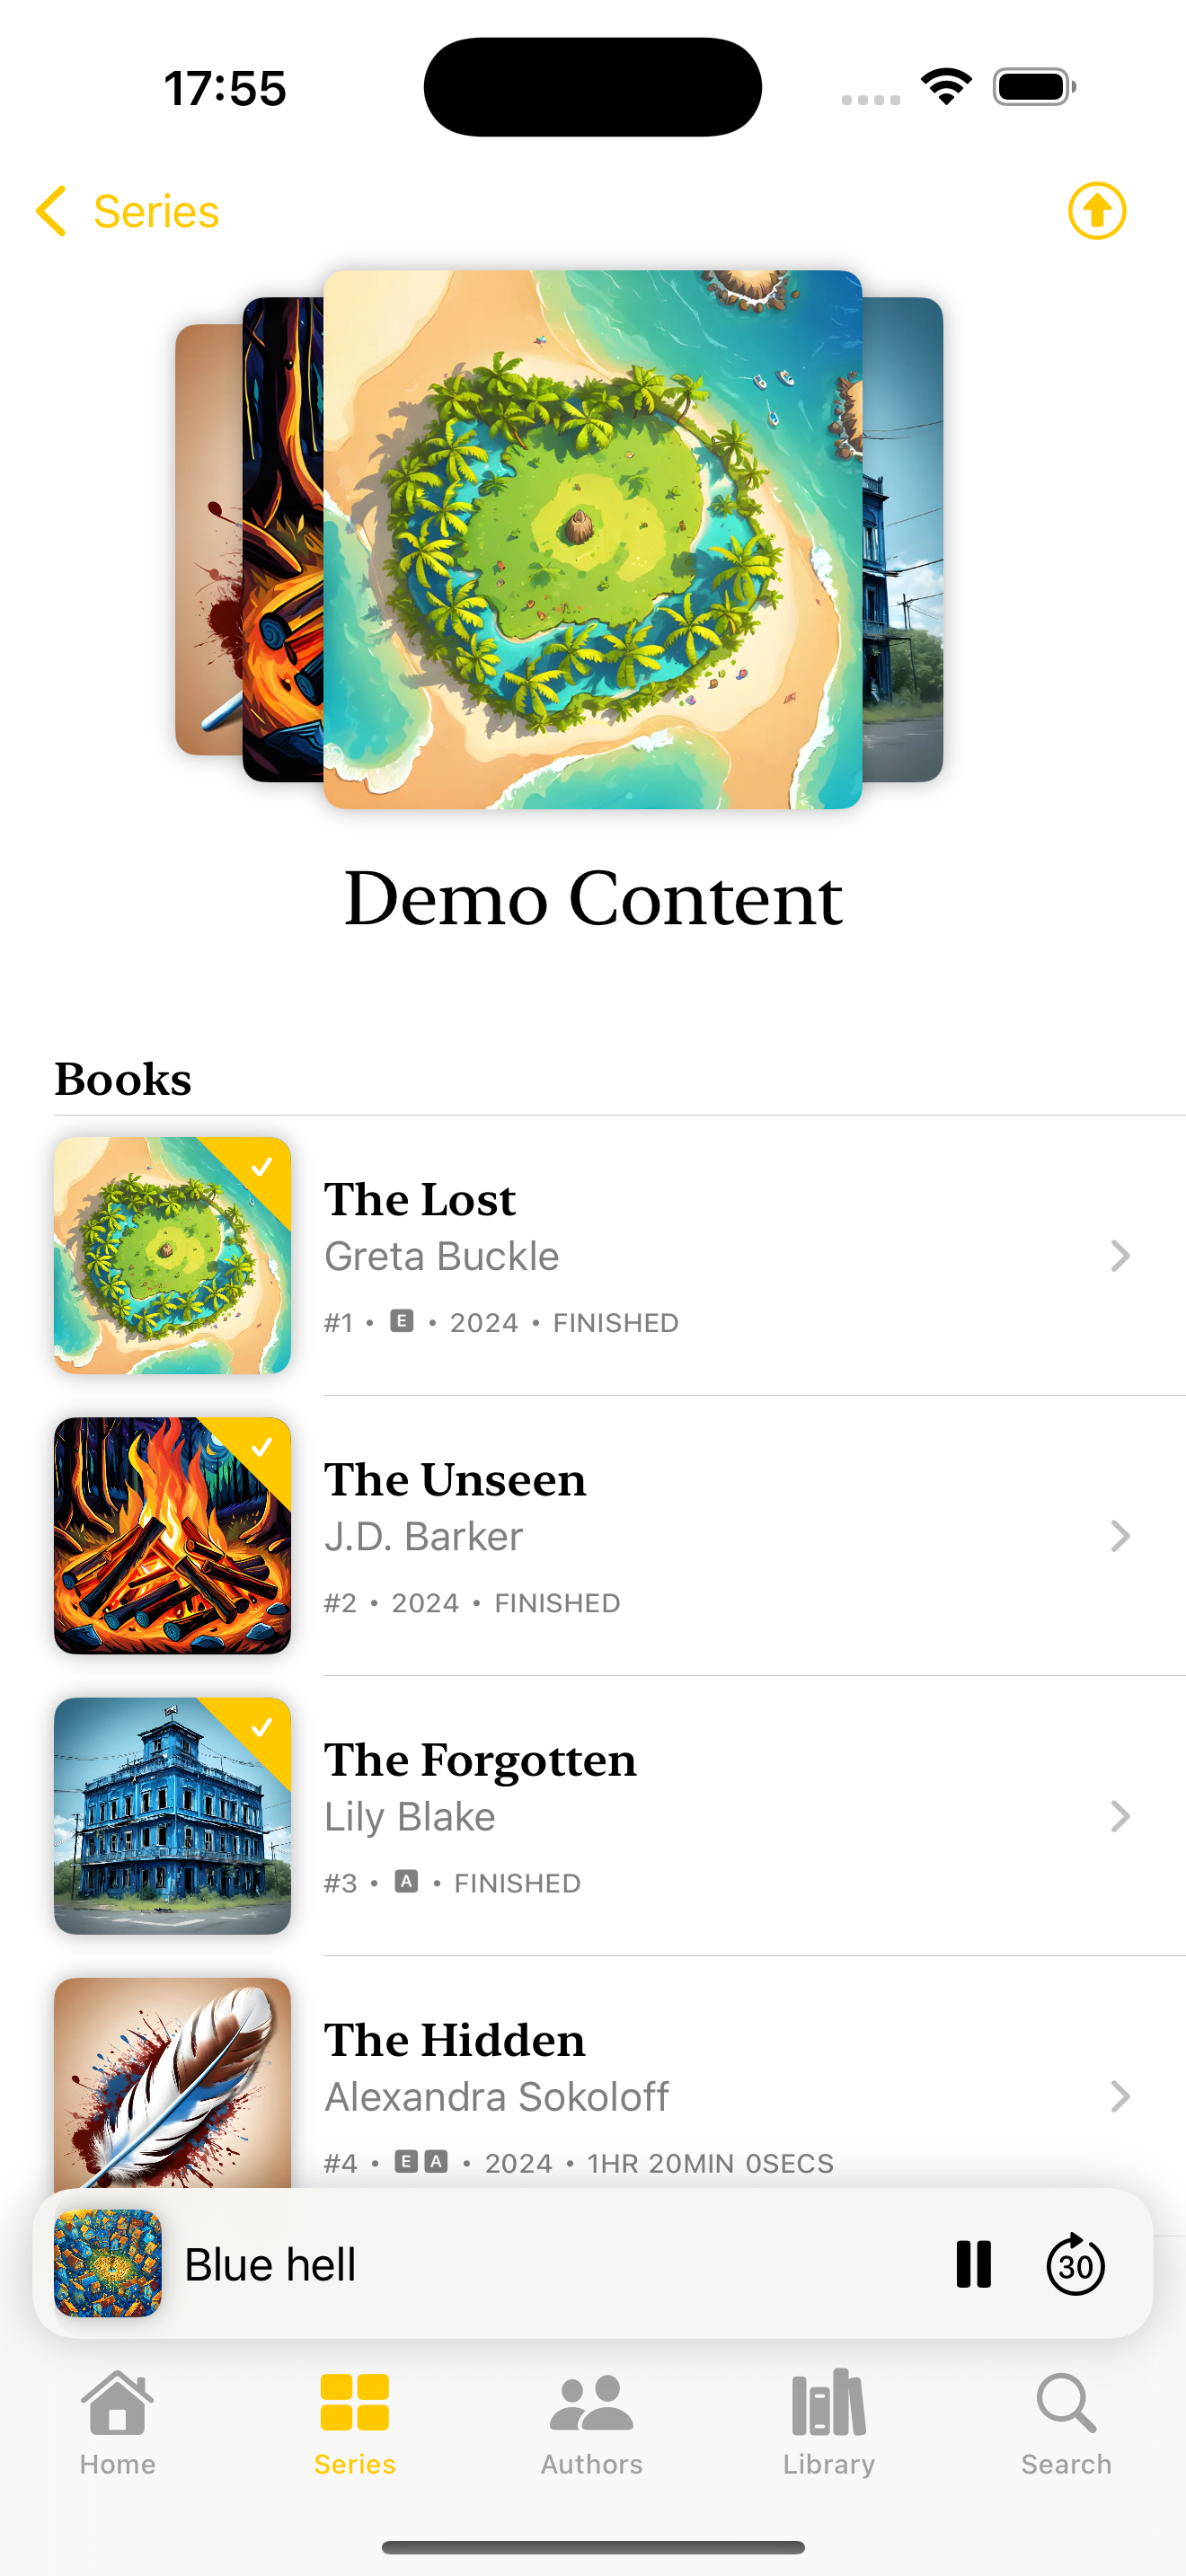 17:55
Series
Demo Content
Books
The Lost
Greta Buckle
#1 • E • 2024 • FINISHED
The Unseen
J.D. Barker
#2 • 2024 • FINISHED
The Forgotten
Lily Blake
#3 • A • FINISHED
The Hidden
Alexandra Sokoloff
#4 • E A • 2024 • 1HR 20MIN 0SECS
Blue hell
30
Home
Series
Authors
Library
Search